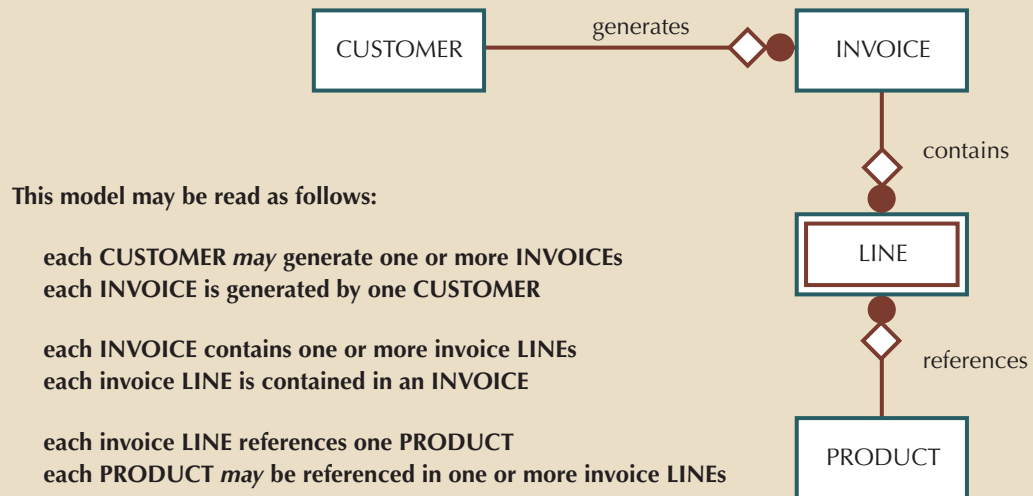 CUSTOMER
generates
INVOICE
contains
This model may be read as follows:
each CUSTOMER may generate one or more INVOICEs
each INVOICE is generated by one CUSTOMER
LINE
each INVOICE contains one or more invoice LINEs
each invoice LINE is contained in an INVOICE
references
each invoice LINE references one PRODUCT
each PRODUCT may be referenced in one or more invoice LINEs
PRODUCT